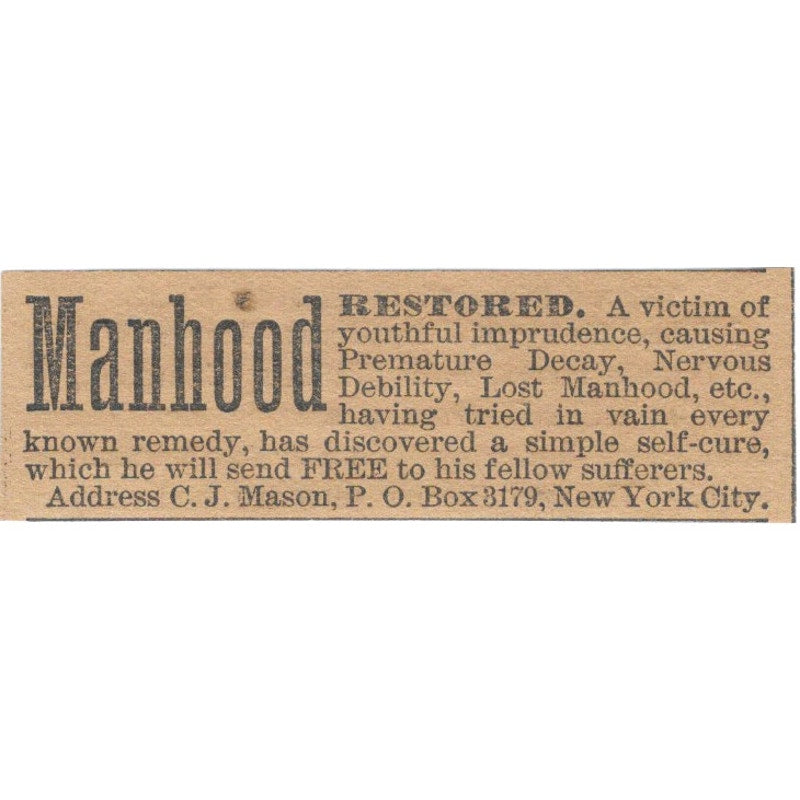 Manhood RESTORED. A victim of
youthful imprudence, causing
Premature Decay, Nervous
Debility, Lost Manhood, etc.,
having tried in vain every
known remedy, has discovered a simple self-cure,
which he will send FREE to his fellow sufferers.
Address C. J. Mason, P. O. Box 3179, New York City.